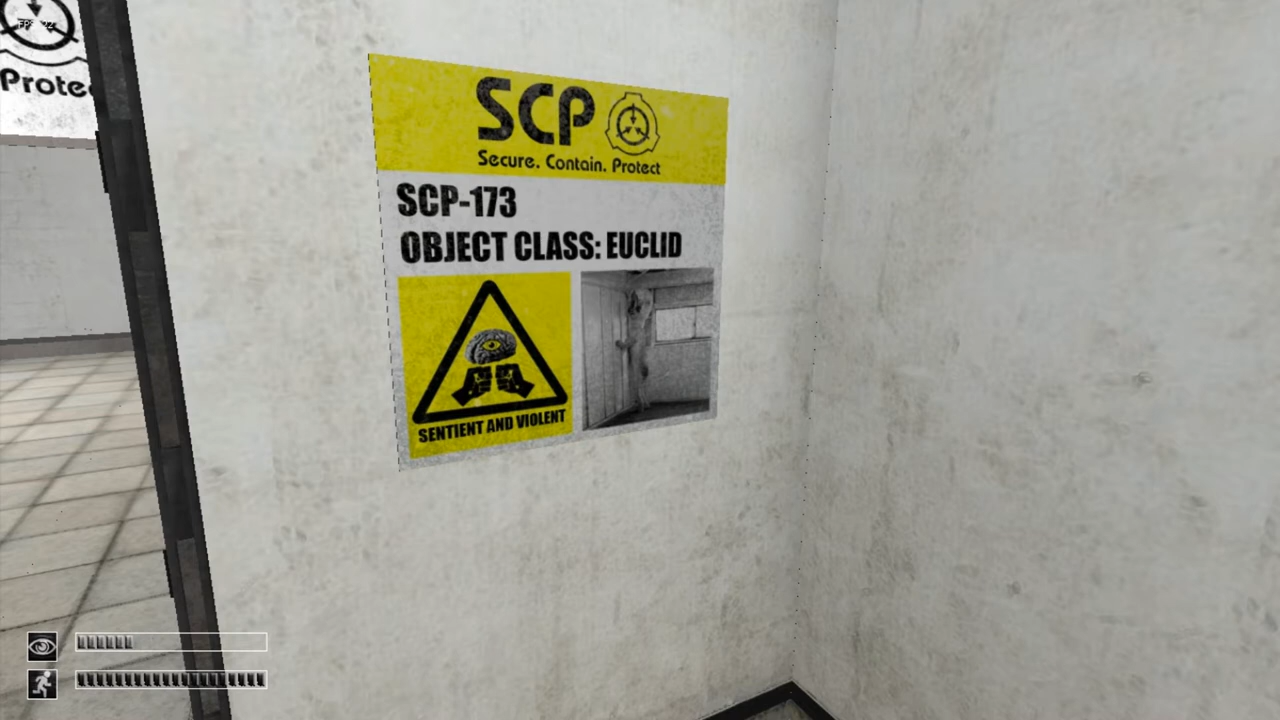 Protec
SCP
Secure. Contain. Protect
SCP-173
OBJECT CLASS: EUCLID
SENTIENT AND VIOLENT